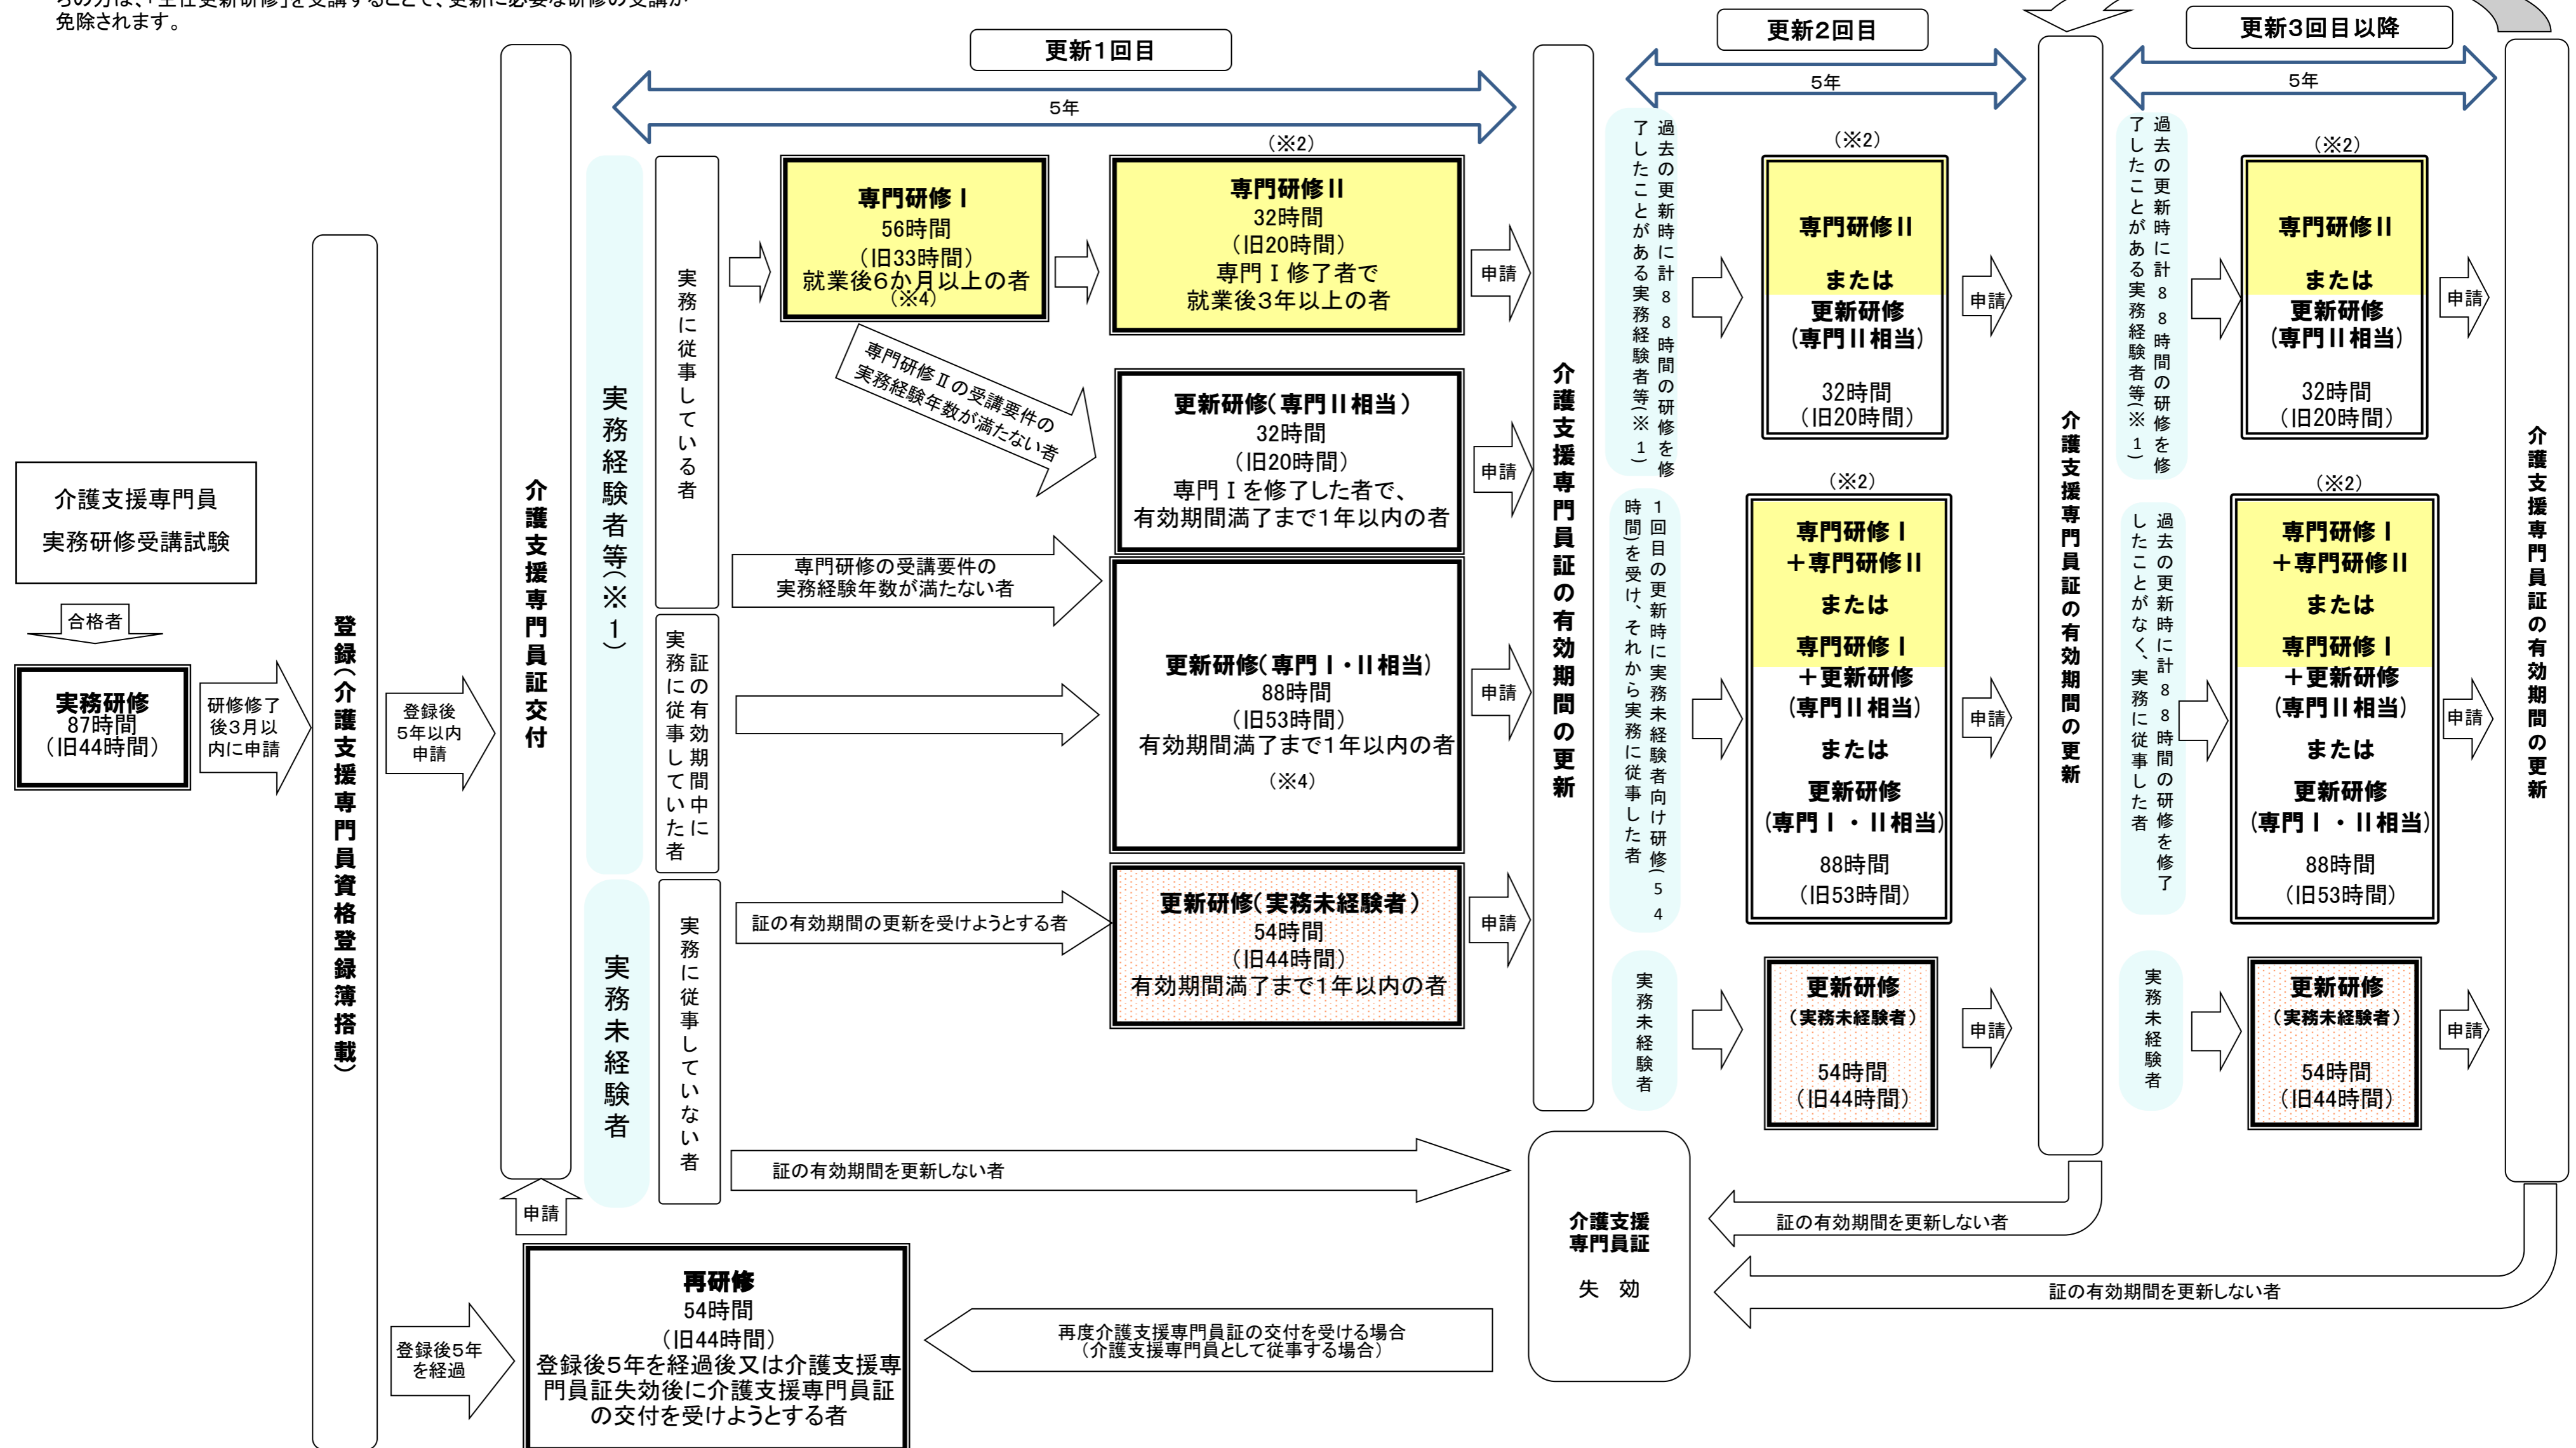 らの方は、「主任更新研修」を受講することで、更新に必要な研修の受講が
免除されます。
更新1回目
5年
更新2回目
5年
更新3回目以降
5年
介護支援専門員
実務研修受講試験
合格者
実務研修
87時間
(旧44時間)
研修修了
後3月以
内に申請
登録(介護支援専門員資格登録簿搭載)
登録後
5年以内
申請
介護支援専門員証交付
実務経験者等(※1)
実務未経験者
実務に従事している者
証の有効期間中に
実務に従事していた者
実務に従事していない者
専門研修Ⅰ
56時間
(旧33時間)
就業後6か月以上の者
(※4)
(※2)
専門研修Ⅱ
32時間
(旧20時間)
専門Ⅰ修了者で
就業後3年以上の者
申請
専門研修Ⅱの受講要件の
実務経験年数が満たない者
更新研修(専門Ⅱ相当)
32時間
(旧20時間)
専門Ⅰを修了した者で、
有効期間満了まで1年以内の者
申請
専門研修の受講要件の
実務経験年数が満たない者
更新研修(専門Ⅰ・Ⅱ相当)
88時間
(旧53時間)
有効期間満了まで1年以内の者
(※4)
申請
証の有効期間の更新を受けようとする者
更新研修(実務未経験者)
54時間
(旧44時間)
有効期間満了まで1年以内の者
申請
証の有効期間を更新しない者
介護支援専門員証の有効期間の更新
過去の更新時に計88時間の研修を修
了したことがある実務経験者等(※1)
(※2)
専門研修Ⅱ
または
更新研修
(専門Ⅱ相当)
32時間
(旧20時間)
申請
1回目の更新時に実務未経験者向け研修(54
時間)を受け、それから実務に従事した者
(※2)
専門研修Ⅰ
+専門研修Ⅱ
または
専門研修Ⅰ
+更新研修
(専門Ⅱ相当)
または
更新研修
(専門Ⅰ・Ⅱ相当)
88時間
(旧53時間)
申請
実務未経験者
更新研修
(実務未経験者)
54時間
(旧44時間)
申請
介護支援専門員証の有効期間の更新
過去の更新時に計88時間の研修を修
了したことがある実務経験者等(※1)
(※2)
専門研修Ⅱ
または
更新研修
(専門Ⅱ相当)
32時間
(旧20時間)
申請
過去の更新時に計88時間の研修を修了
したことがなく、実務に従事した者
(※2)
専門研修Ⅰ
+専門研修Ⅱ
または
専門研修Ⅰ
+更新研修
(専門Ⅱ相当)
または
更新研修
(専門Ⅰ・Ⅱ相当)
88時間
(旧53時間)
申請
実務未経験者
更新研修
(実務未経験者)
54時間
(旧44時間)
申請
介護支援専門員証の有効期間の更新
介護支援
専門員証
失 効
証の有効期間を更新しない者
証の有効期間を更新しない者
再度介護支援専門員証の交付を受ける場合
(介護支援専門員として従事する場合)
申請
登録後5年
を経過
再研修
54時間
(旧44時間)
登録後5年を経過後又は介護支援専
門員証失効後に介護支援専門員証
の交付を受けようとする者